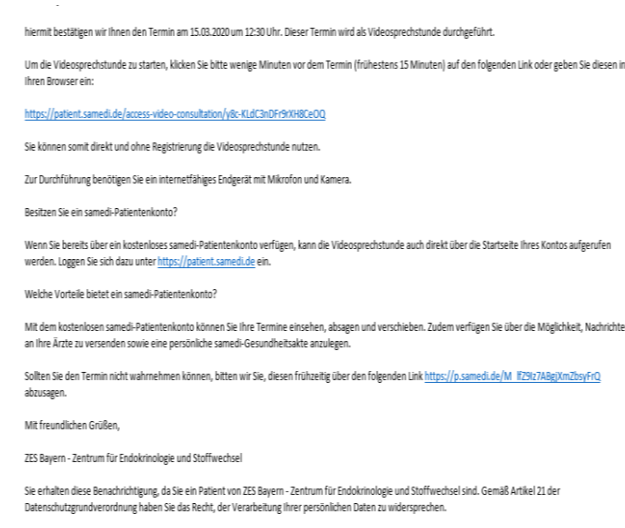 hiermit bestätigen wir Ihnen den Termin am 15.03.2020 um 12:30 Uhr. Dieser Termin wird als Videosprechstunde durchgeführt.
Um die Videosprechstunde zu starten, klicken Sie bitte wenige Minuten vor dem Termin (frühestens 15 Minuten) auf den folgenden Link oder geben Sie diesen in
Ihren Browser ein:
https://patient.samedi.de/access-video-consultation/y8c-KLdC3nDFr9rXH8CeOQ
Sie können somit direkt und ohne Registrierung die Videosprechstunde nutzen.
Zur Durchführung benötigen Sie ein internetfähiges Endgerät mit Mikrofon und Kamera.
Besitzen Sie ein samedi-Patientenkonto?
Wenn Sie bereits über ein kostenloses samedi-Patientenkonto verfügen, kann die Videosprechstunde auch direkt über die Startseite Ihres Kontos aufgerufen
werden. Loggen Sie sich dazu unter https://patient.samedi.de ein.
Welche Vorteile bietet ein samedi-Patientenkonto?
Mit dem kostenlosen samedi-Patientenkonto können Sie Ihre Termine einsehen, absagen und verschieben. Zudem verfügen Sie über die Möglichkeit, Nachrichte
an Ihre Ärzte zu versenden sowie eine persönliche samedi-Gesundheitsakte anzulegen.
Sollten Sie den Termin nicht wahrnehmen können, bitten wir Sie, diesen frühzeitig über den folgenden Link
abzusagen.
Mit freundlichen Grüßen,
ZES Bayern - Zentrum für Endokrinologie und Stoffwechsel
Sie erhalten diese Benachrichtigung, da Sie ein Patient von ZES Bayern - Zentrum für Endokrinologie und Stoffwechsel sind. Gemäß Artikel 21 der
Datenschutzgrundverordnung haben Sie das Recht, der Verarbeitung Ihrer persönlichen Daten zu widersprechen.